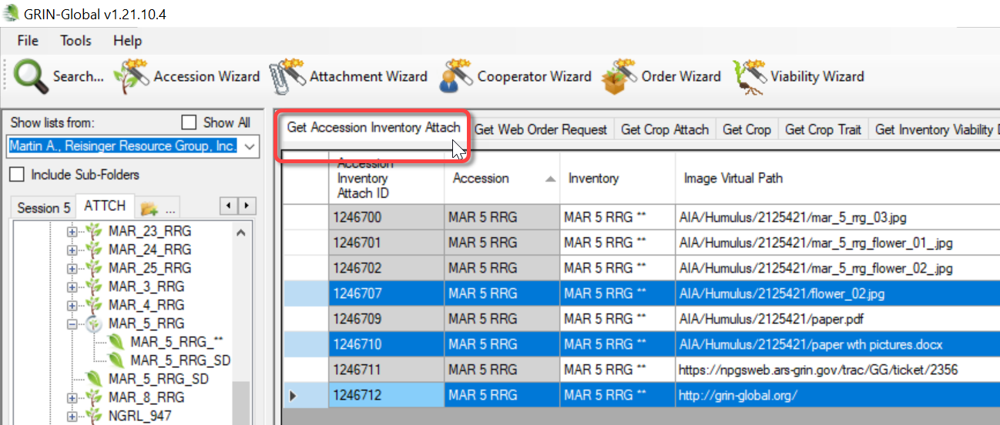 GRIN-Global v1.21.10.4
File Tools Help
Search... Accession Wizard Attachment Wizard Cooperator Wizard Order Wizard Viability Wizard
Show lists from: Show All
Martin A., Reisinger Resource Group, Inc.
Include Sub-Folders
Session 5 ATTCH ...
MAR_23_RRG
MAR_24_RRG
MAR_25_RRG
MAR_3_RRG
MAR_4_RRG
MAR_5_RRG
MAR_5_RRG_**
MAR_5_RRG_SD
MAR_5_RRG_SD
MAR_8_RRG
NGRL_947
Get Accession Inventory Attach Get Web Order Request Get Crop Attach Get Crop Get Crop Trait Get Inventory Viability D
Accession Inventory Attach ID Accession Inventory Image Virtual Path
1246700 MAR 5 RRG MAR 5 RRG ** AIA/Humulus/2125421/mar_5_rrg_03.jpg
1246701 MAR 5 RRG MAR 5 RRG ** AIA/Humulus/2125421/mar_5_rrg_flower_01_.jpg
1246702 MAR 5 RRG MAR 5 RRG ** AIA/Humulus/2125421/mar_5_rrg_flower_02_.jpg
1246707 MAR 5 RRG MAR 5 RRG ** AIA/Humulus/2125421/flower_02.jpg
1246709 MAR 5 RRG MAR 5 RRG ** AIA/Humulus/2125421/paper.pdf
1246710 MAR 5 RRG MAR 5 RRG ** AIA/Humulus/2125421/paper wth pictures.docx
1246711 MAR 5 RRG MAR 5 RRG ** https://npgsweb.ars-grin.gov/trac/GG/ticket/2356
1246712 MAR 5 RRG MAR 5 RRG ** http://grin-global.org/